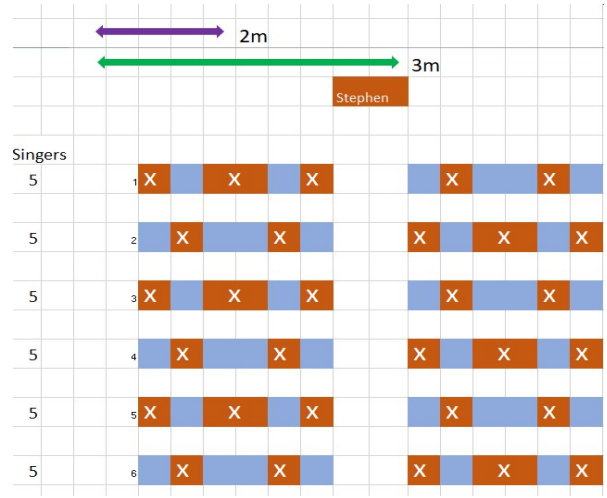 2m
3m
Stephen
Singers
5 1 X X X X X
5 2 X X X X X
5 3 X X X X X
5 4 X X X X X
5 5 X X X X X
5 6 X X X X X